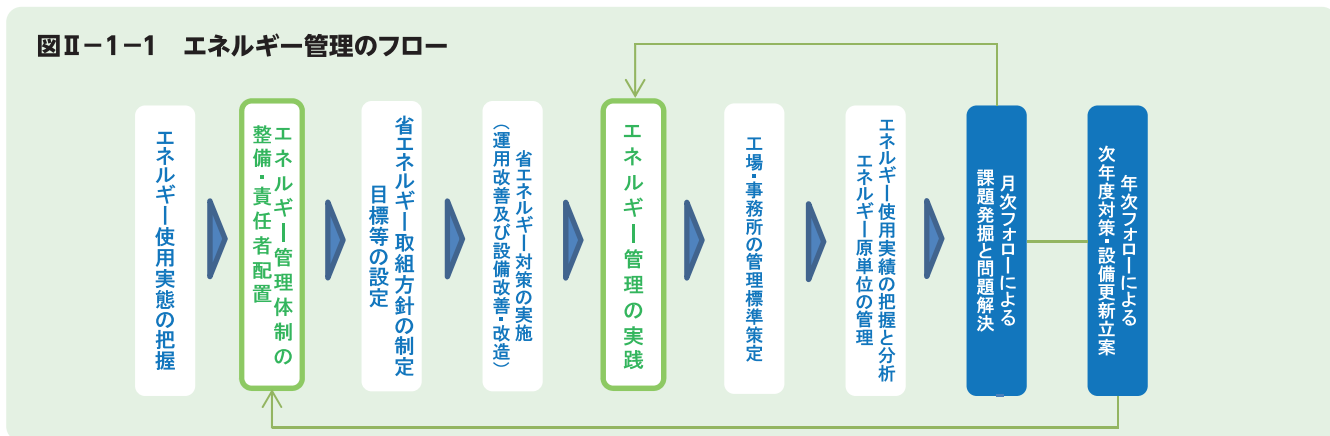 図Ⅱ－1－1　エネルギー管理のフロー
エネルギー使用実態の把握
エネルギー管理体制の
整備・責任者配置
省エネルギー取組方針の制定
目標等の設定
省エネルギー対策の実施
（運用改善及び設備改善・改造）
エネルギー管理の実践
工場・事務所の管理標準策定
エネルギー使用実績の把握と分析
エネルギー原単位の管理
月次フォローによる
課題発掘と問題解決
年次フォローによる
次年度対策・設備更新立案